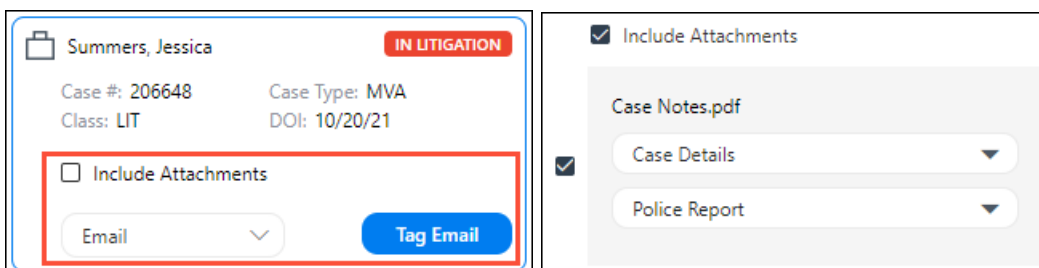 Summers, Jessica IN LITIGATION
Case #: 206648 Case Type: MVA
Class: LIT DOI: 10/20/21
Include Attachments
Email Tag Email
Include Attachments
Case Notes.pdf
Case Details
Police Report